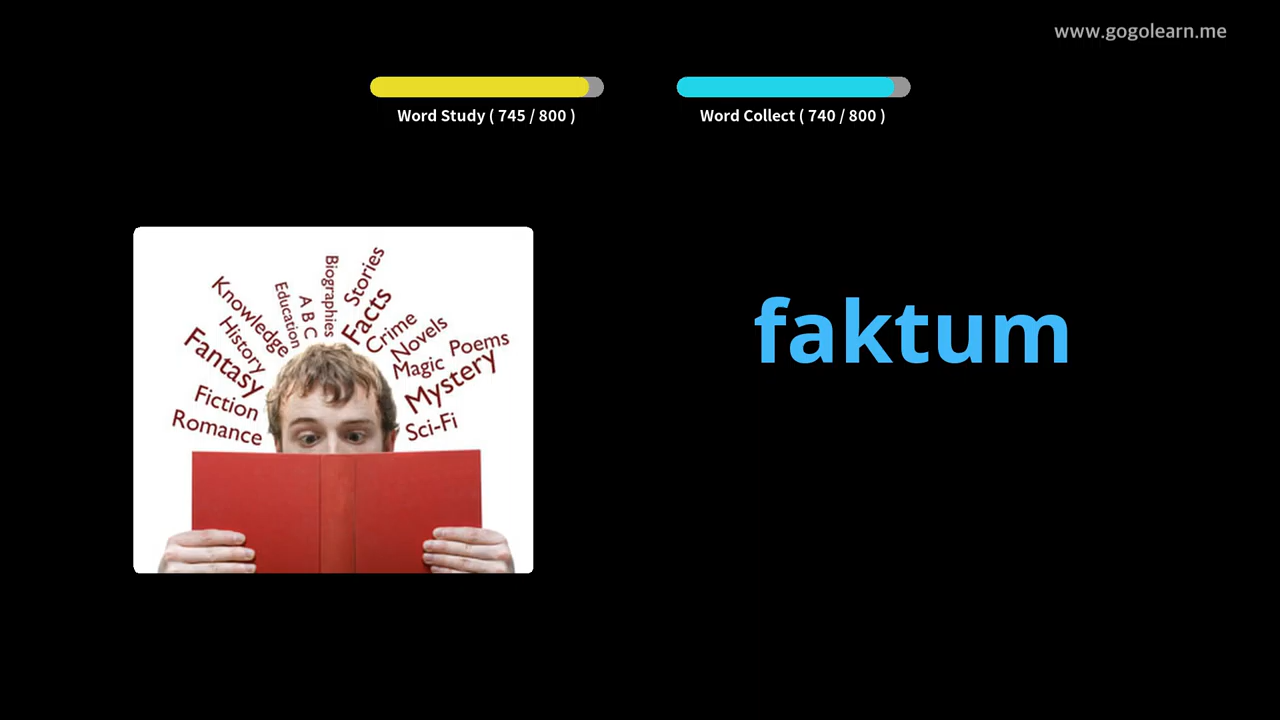 www.gogolearn.me
Word Study ( 745 / 800 )
Word Collect ( 740 / 800 )
faktum
Romance
Fiction
Fantasy
History
Knowledge
Education
A B C
Biographies
Stories
Facts
Crime
Novels
Magic
Poems
Mystery
Sci-Fi